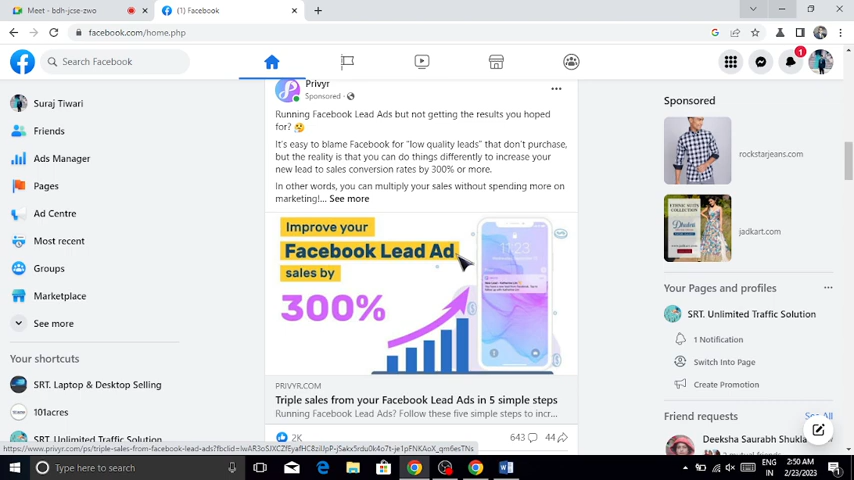 Meet - bdh-jcse-zwo
(1) Facebook
facebook.com/home.php
Search Facebook
1
Suraj Tiwari
Friends
Ads Manager
Pages
Ad Centre
Most recent
Groups
Marketplace
See more
Your shortcuts
SRT. Laptop & Desktop Selling
101acres
SRT. Unlimited Traffic
Privyr
Sponsored ·
Running Facebook Lead Ads but not getting the results you hoped
for? 🤔
It's easy to blame Facebook for "low quality leads" that don't purchase,
but the reality is that you can do things differently to increase your
new lead to sales conversion rates by 300% or more.
In other words, you can multiply your sales without spending more on
marketing!... See more
Improve your
Facebook Lead Ad
sales by
300%
11:23
PRIVYR.COM
Triple sales from your Facebook Lead Ads in 5 simple steps
Running Facebook Lead Ads? Follow these five simple steps to incr...
2K
643
44
Sponsored
rockstarjeans.com
jadkart.com
Your Pages and profiles
SRT. Unlimited Traffic Solution
1 Notification
Switch Into Page
Create Promotion
Friend requests
See All
Deeksha Saurabh Shukla
Type here to search
ENG
IN
2:50 AM
2/23/2023